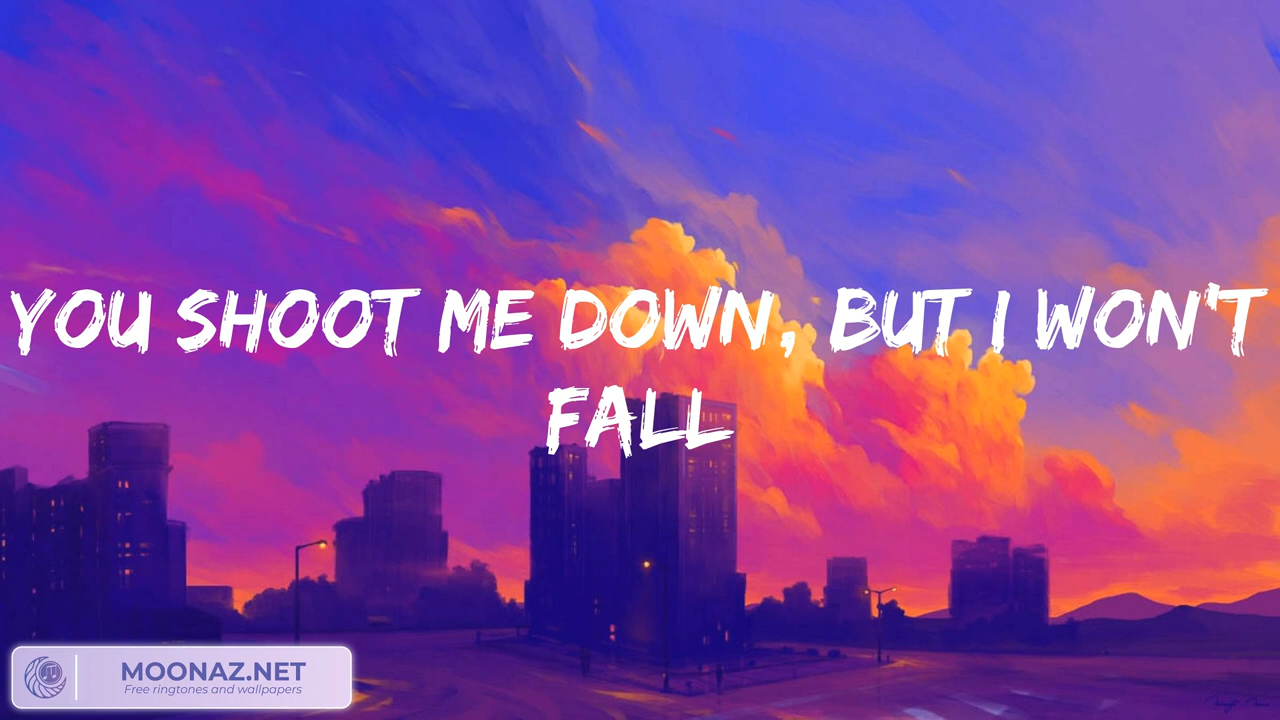 YOU SHOOT ME DOWN, BUT I WON'T
FALL
MOONAZ.NET
Free ringtones and wallpapers